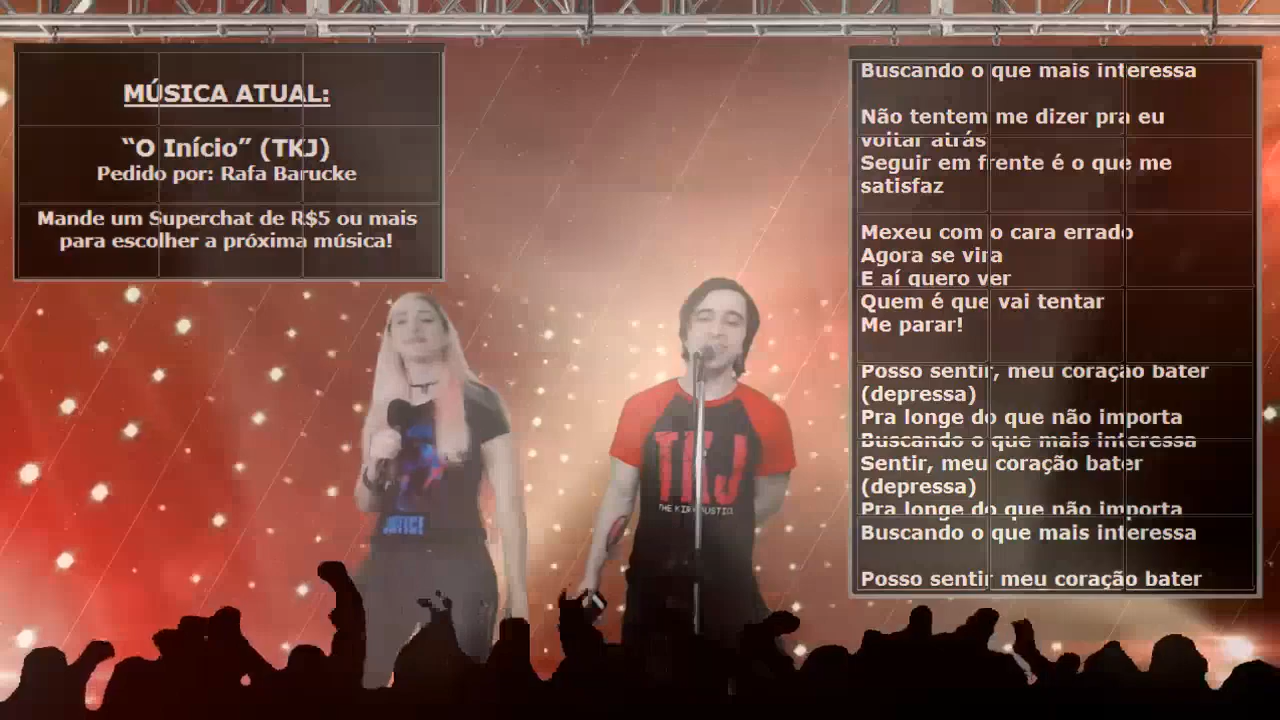 MÚSICA ATUAL:
“O Início” (TKJ)
Pedido por: Rafa Barucke
Mande um Superchat de R$5 ou mais
para escolher a próxima música!
Buscando o que mais interessa
Não tentem me dizer pra eu
voltar atrás
Seguir em frente é o que me
satisfaz
Mexeu com o cara errado
Agora se vira
E aí quero ver
Quem é que vai tentar
Me parar!
Posso sentir, meu coração bater
(depressa)
Pra longe do que não importa
Buscando o que mais interessa
Sentir, meu coração bater
(depressa)
Pra longe do que não importa
Buscando o que mais interessa
Posso sentir meu coração bater
TKJ